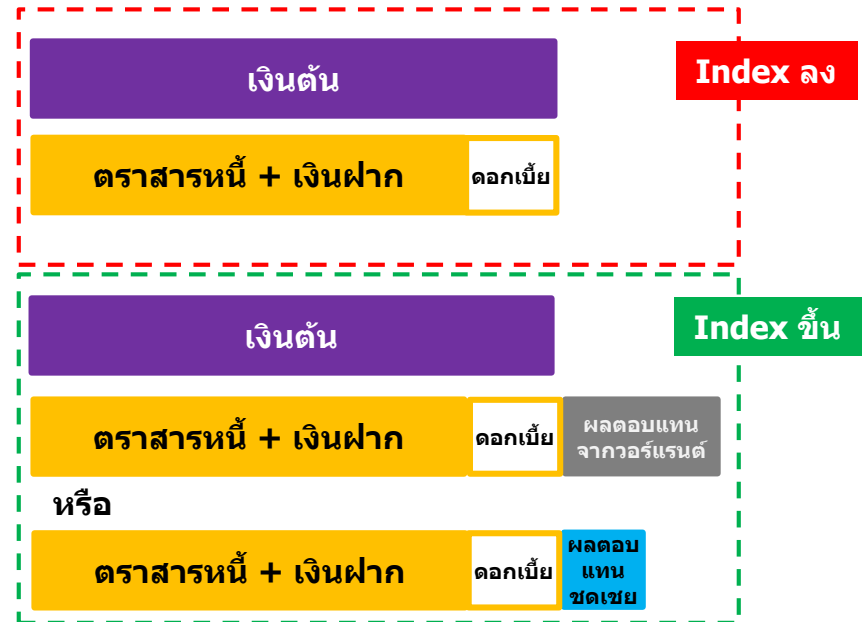 Index ลง
เงินต้น
ตราสารหนี้ + เงินฝาก
ดอกเบี้ย
Index ขึ้น
เงินต้น
ตราสารหนี้ + เงินฝาก
ดอกเบี้ย
ผลตอบแทน
จากวอร์แรนต์
หรือ
ตราสารหนี้ + เงินฝาก
ดอกเบี้ย
ผลตอบ
แทน
ชดเชย